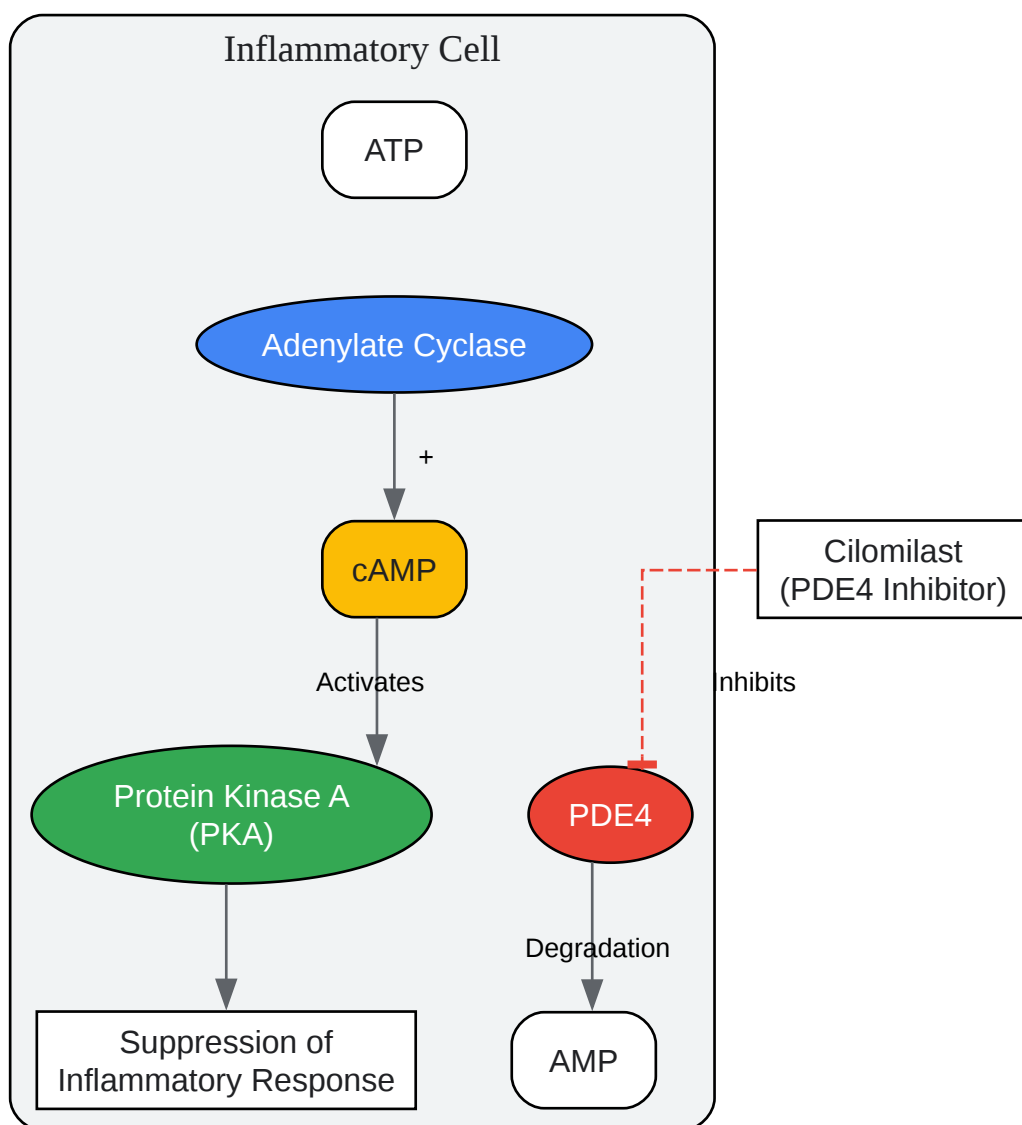 Inflammatory Cell
ATP
Adenylate Cyclase
+
cAMP
Cilomilast
(PDE4 Inhibitor)
Activates
Inhibits
Protein Kinase A
(PKA)
PDE4
Degradation
Suppression of
Inflammatory Response
AMP